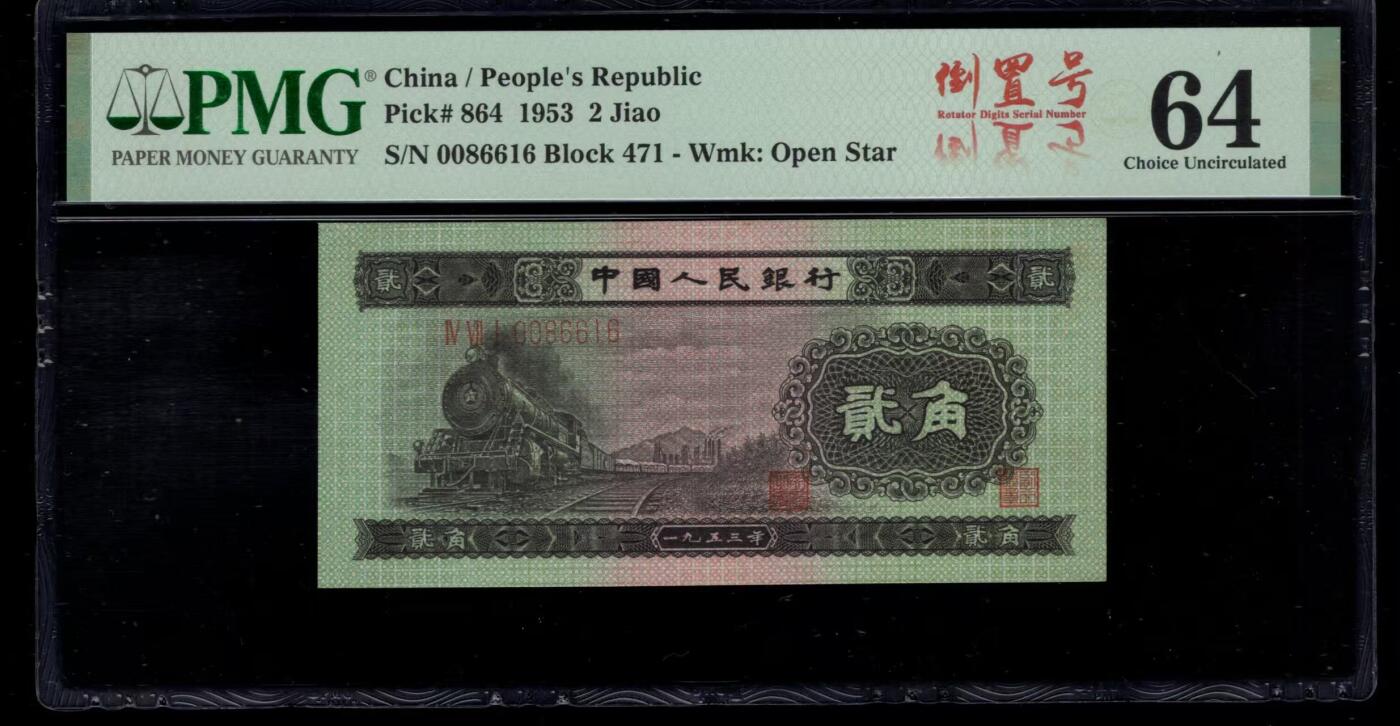 PMG®
PAPER MONEY GUARANTY
China / People's Republic
Pick# 864 1953 2 Jiao
S/N 0086616 Block 471 - Wmk: Open Star
倒置号
Rotator Digits Serial Number
64
Choice Uncirculated
貳 中國人民銀行 貳
Ⅳ Ⅶ Ⅰ 0086616
貳角
貳角 一九五三年 貳角